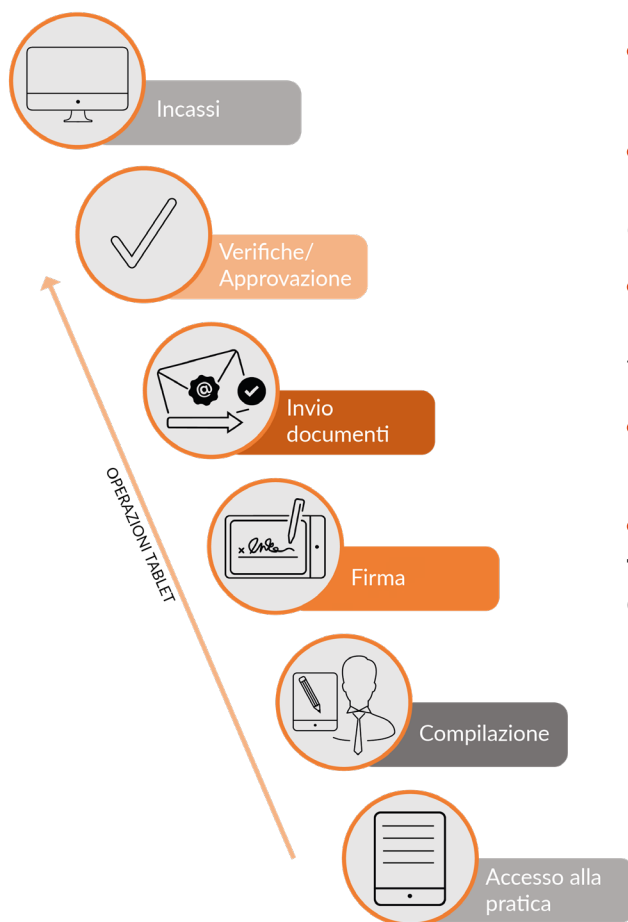 Incassi
Verifiche/
Approvazione
@
Invio
documenti
OPERAZIONI TABLET
x
Firma
Compilazione
Accesso alla
pratica